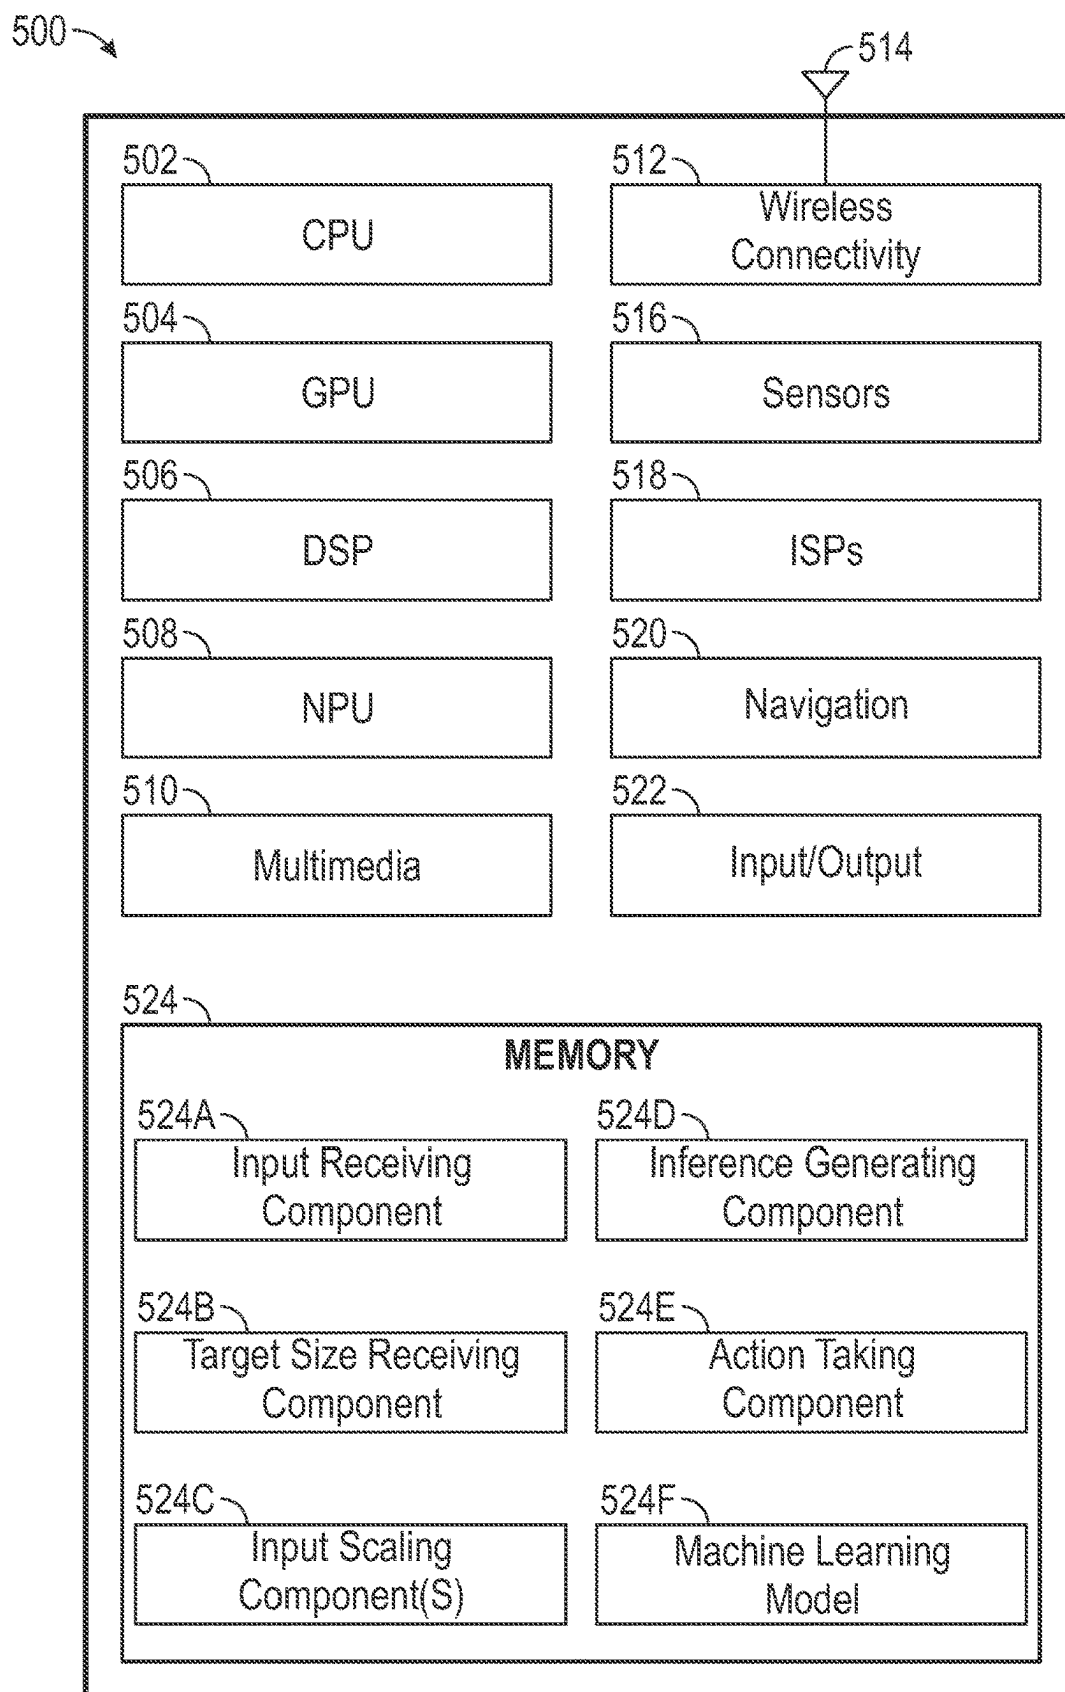 500
514
502
CPU
512
Wireless
Connectivity
504
GPU
516
Sensors
506
DSP
518
ISPs
508
NPU
520
Navigation
510
Multimedia
522
Input/Output
524
MEMORY
524A
Input Receiving
Component
524D
Inference Generating
Component
524B
Target Size Receiving
Component
524E
Action Taking
Component
524C
Input Scaling
Component(S)
524F
Machine Learning
Model